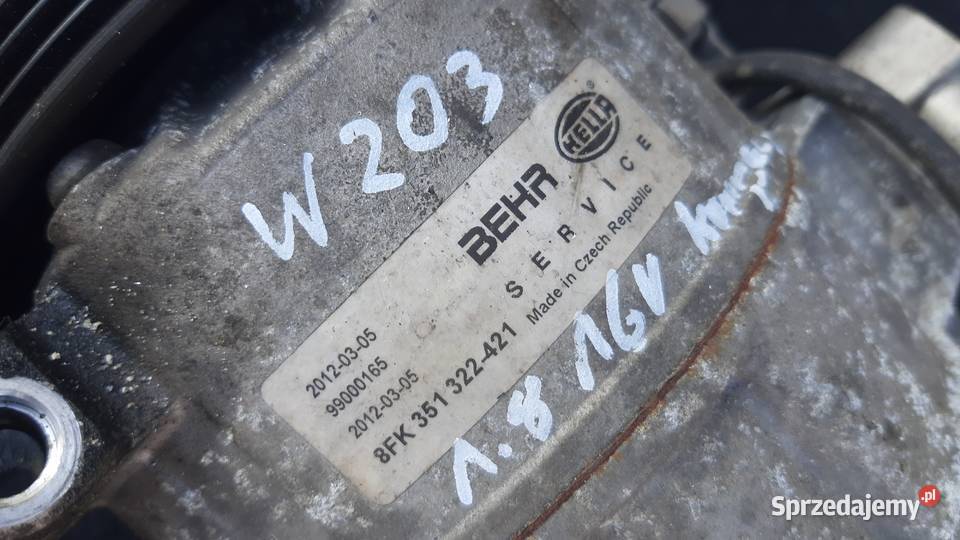 W 203
HELLA
®
BEHR
SERVICE
Made in Czech Republic
2012-03-05
99000165
2012-03-05
8FK 351 322-421
1.8 16V
Sprzedajemy.pl